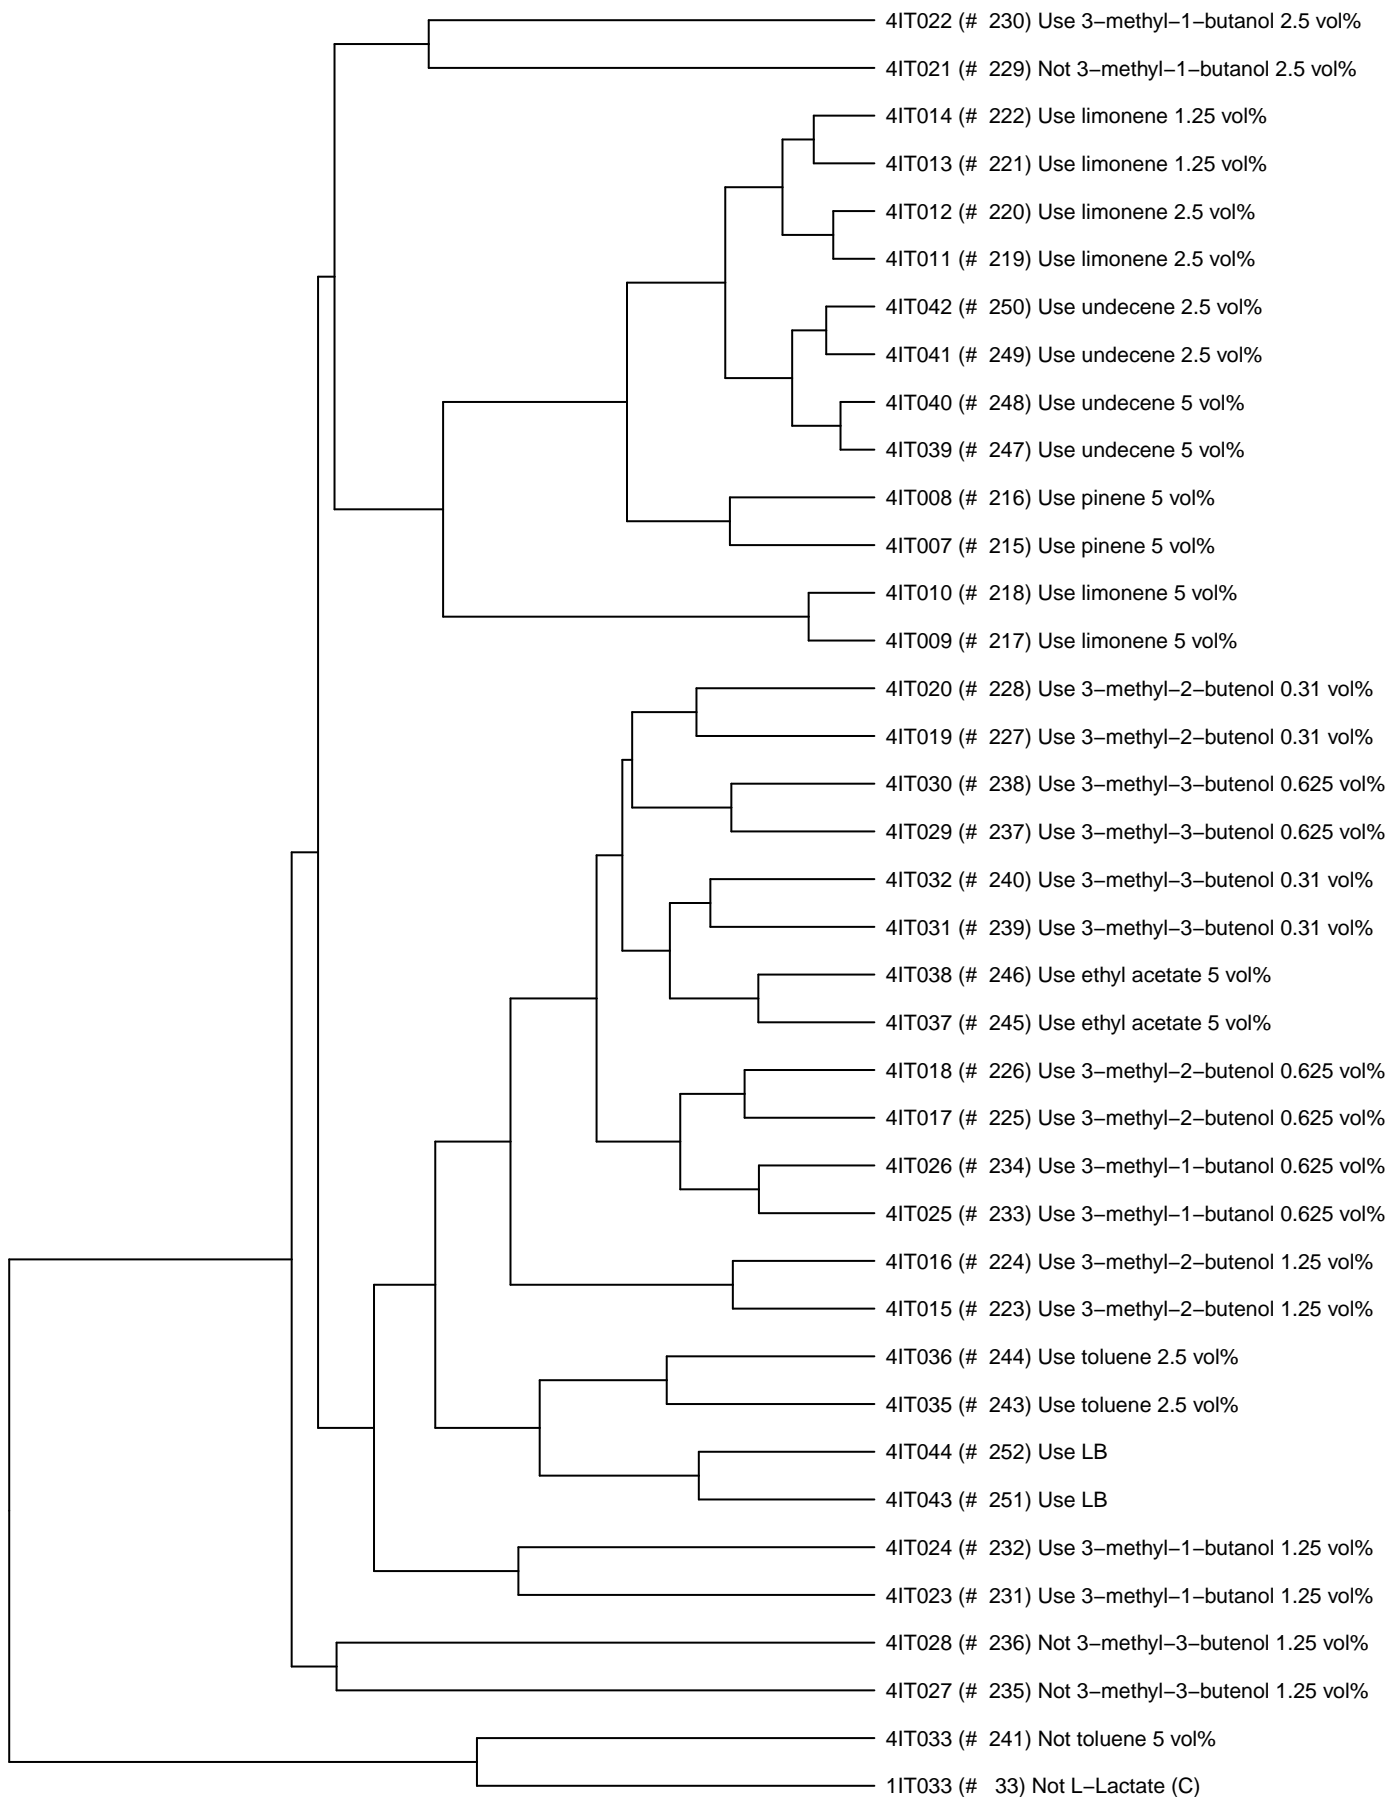 4IT022 (#  230) Use 3−methyl−1−butanol 2.5 vol%
4IT021 (#  229) Not 3−methyl−1−butanol 2.5 vol%
4IT014 (#  222) Use limonene 1.25 vol%
4IT013 (#  221) Use limonene 1.25 vol%
4IT012 (#  220) Use limonene 2.5 vol%
4IT011 (#  219) Use limonene 2.5 vol%
4IT042 (#  250) Use undecene 2.5 vol%
4IT041 (#  249) Use undecene 2.5 vol%
4IT040 (#  248) Use undecene 5 vol%
4IT039 (#  247) Use undecene 5 vol%
4IT008 (#  216) Use pinene 5 vol%
4IT007 (#  215) Use pinene 5 vol%
4IT010 (#  218) Use limonene 5 vol%
4IT009 (#  217) Use limonene 5 vol%
4IT020 (#  228) Use 3−methyl−2−butenol 0.31 vol%
4IT019 (#  227) Use 3−methyl−2−butenol 0.31 vol%
4IT030 (#  238) Use 3−methyl−3−butenol 0.625 vol%
4IT029 (#  237) Use 3−methyl−3−butenol 0.625 vol%
4IT032 (#  240) Use 3−methyl−3−butenol 0.31 vol%
4IT031 (#  239) Use 3−methyl−3−butenol 0.31 vol%
4IT038 (#  246) Use ethyl acetate 5 vol%
4IT037 (#  245) Use ethyl acetate 5 vol%
4IT018 (#  226) Use 3−methyl−2−butenol 0.625 vol%
4IT017 (#  225) Use 3−methyl−2−butenol 0.625 vol%
4IT026 (#  234) Use 3−methyl−1−butanol 0.625 vol%
4IT025 (#  233) Use 3−methyl−1−butanol 0.625 vol%
4IT016 (#  224) Use 3−methyl−2−butenol 1.25 vol%
4IT015 (#  223) Use 3−methyl−2−butenol 1.25 vol%
4IT036 (#  244) Use toluene 2.5 vol%
4IT035 (#  243) Use toluene 2.5 vol%
4IT044 (#  252) Use LB
4IT043 (#  251) Use LB
4IT024 (#  232) Use 3−methyl−1−butanol 1.25 vol%
4IT023 (#  231) Use 3−methyl−1−butanol 1.25 vol%
4IT028 (#  236) Not 3−methyl−3−butenol 1.25 vol%
4IT027 (#  235) Not 3−methyl−3−butenol 1.25 vol%
4IT033 (#  241) Not toluene 5 vol%
1IT033 (#   33) Not L−Lactate (C)